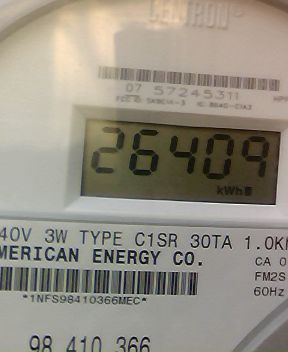 CENTRON
07 57245311
26409
kWh
40V 3W TYPE C1SR 30TA 1.0K
MERICAN ENERGY CO.
CA 0
FM2S
*1NFS98410366MEC*
60Hz
98 410 366